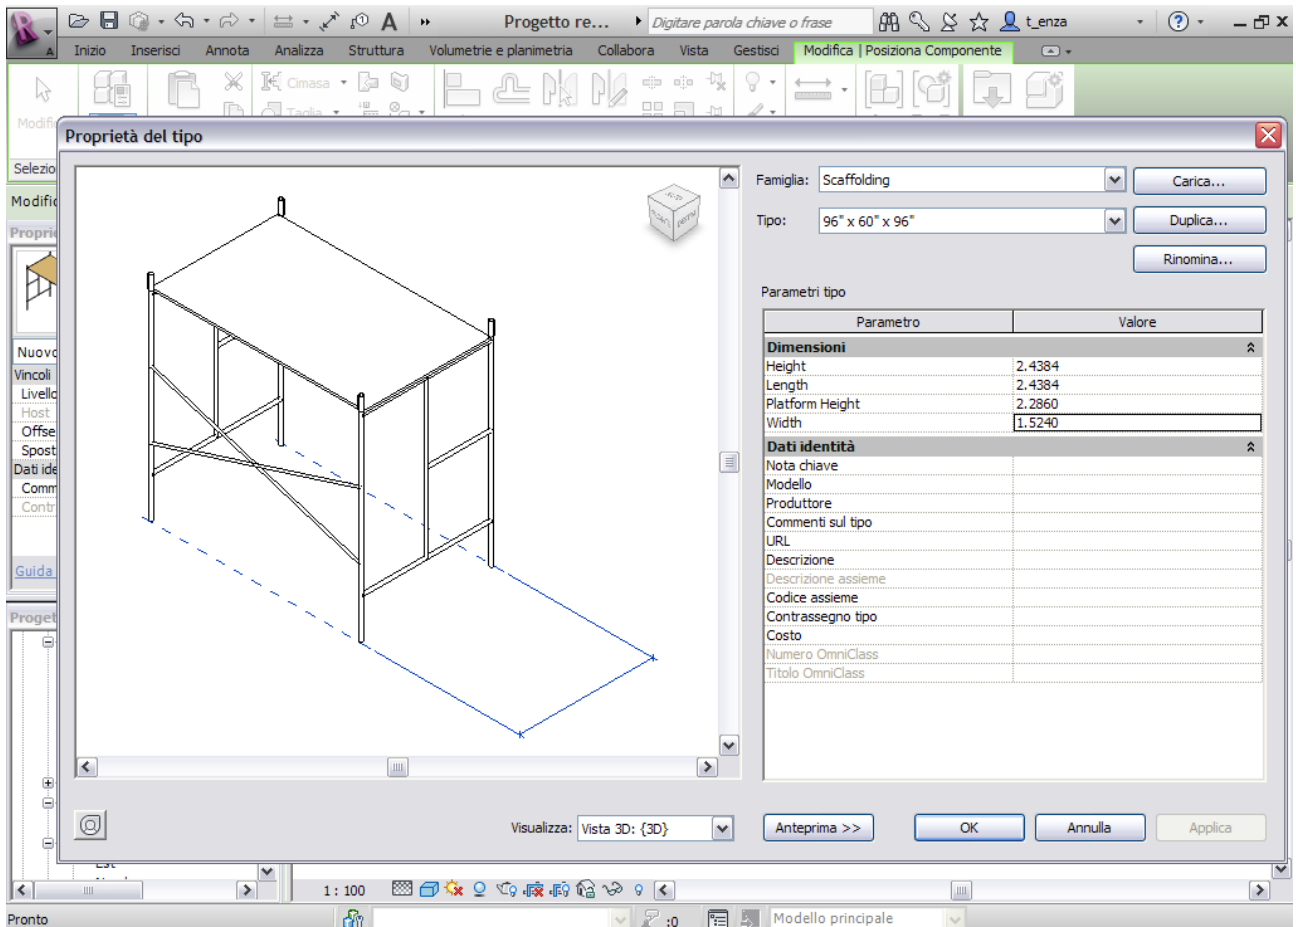 Progetto re...
Digitare parola chiave o frase
t_enza
A
Inizio Inserisci Annota Analizza Struttura Volumetrie e planimetria Collabora Vista Gestisci Modifica | Posiziona Componente
Cimasa
Taglia
Proprietà del tipo
Famiglia: Scaffolding Carica...
Tipo: 96" x 60" x 96" Duplica...
Rinomina...
Parametri tipo
Parametro Valore
Dimensioni
Height 2.4384
Length 2.4384
Platform Height 2.2860
Width 1.5240
Dati identità
Nota chiave
Modello
Produttore
Commenti sul tipo
URL
Descrizione
Descrizione assieme
Codice assieme
Contrassegno tipo
Costo
Numero OmniClass
Titolo OmniClass
Visualizza: Vista 3D: {3D}
Anteprima >> OK Annulla Applica
Modific
Selezio
Modific
Proprie
Nuovo
Vincoli
Livello
Host
Offse
Spost
Dati ide
Comm
Contr
Guida
Proget
1 : 100
Pronto
:0
Modello principale